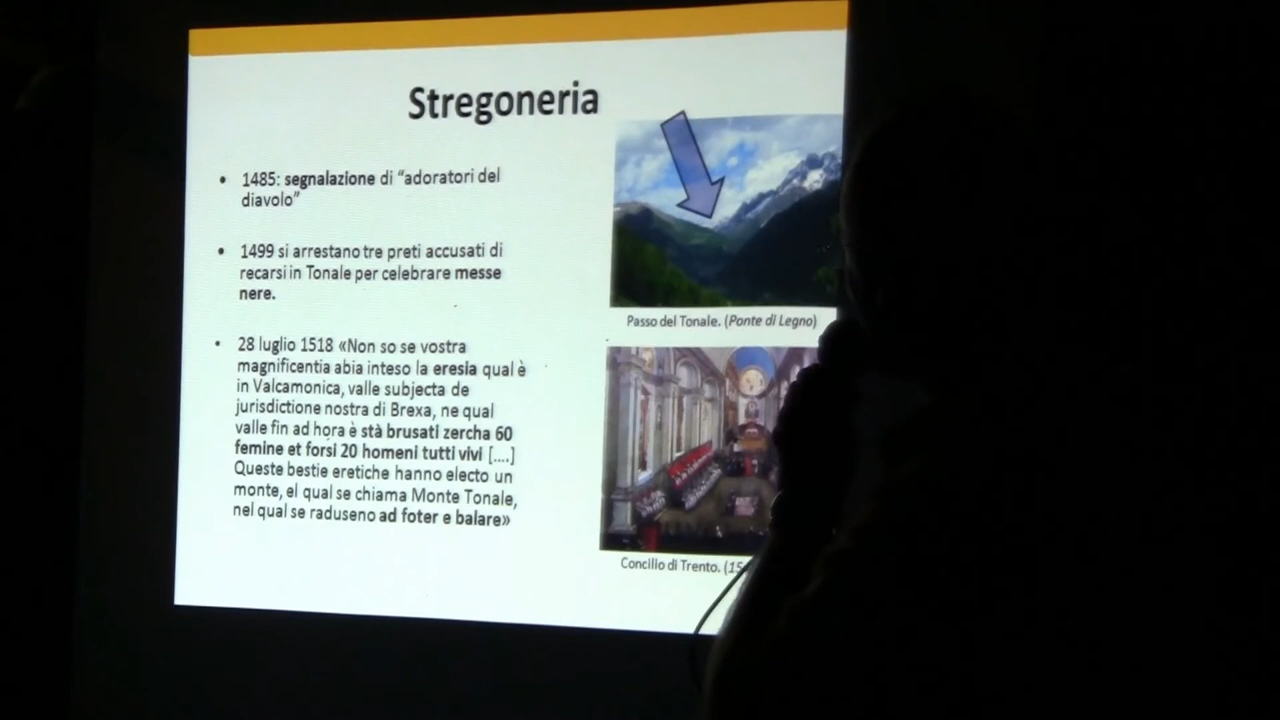 Stregoneria
• 1485: segnalazione di “adoratori del
diavolo”
• 1499 si arrestano tre preti accusati di
recarsi in Tonale per celebrare messe
nere.
• 28 luglio 1518 «Non so se vostra
magnificentia abia inteso la eresia qual è
in Valcamonica, valle subjecta de
jurisdictione nostra di Brexa, ne qual
valle fin ad hora è stà brusati zercha 60
femine et forsi 20 homeni tutti vivi [....]
Queste bestie eretiche hanno electo un
monte, el qual se chiama Monte Tonale,
nel qual se raduseno ad foter e balare»
Passo del Tonale. (Ponte di Legno)
Concilio di Trento.